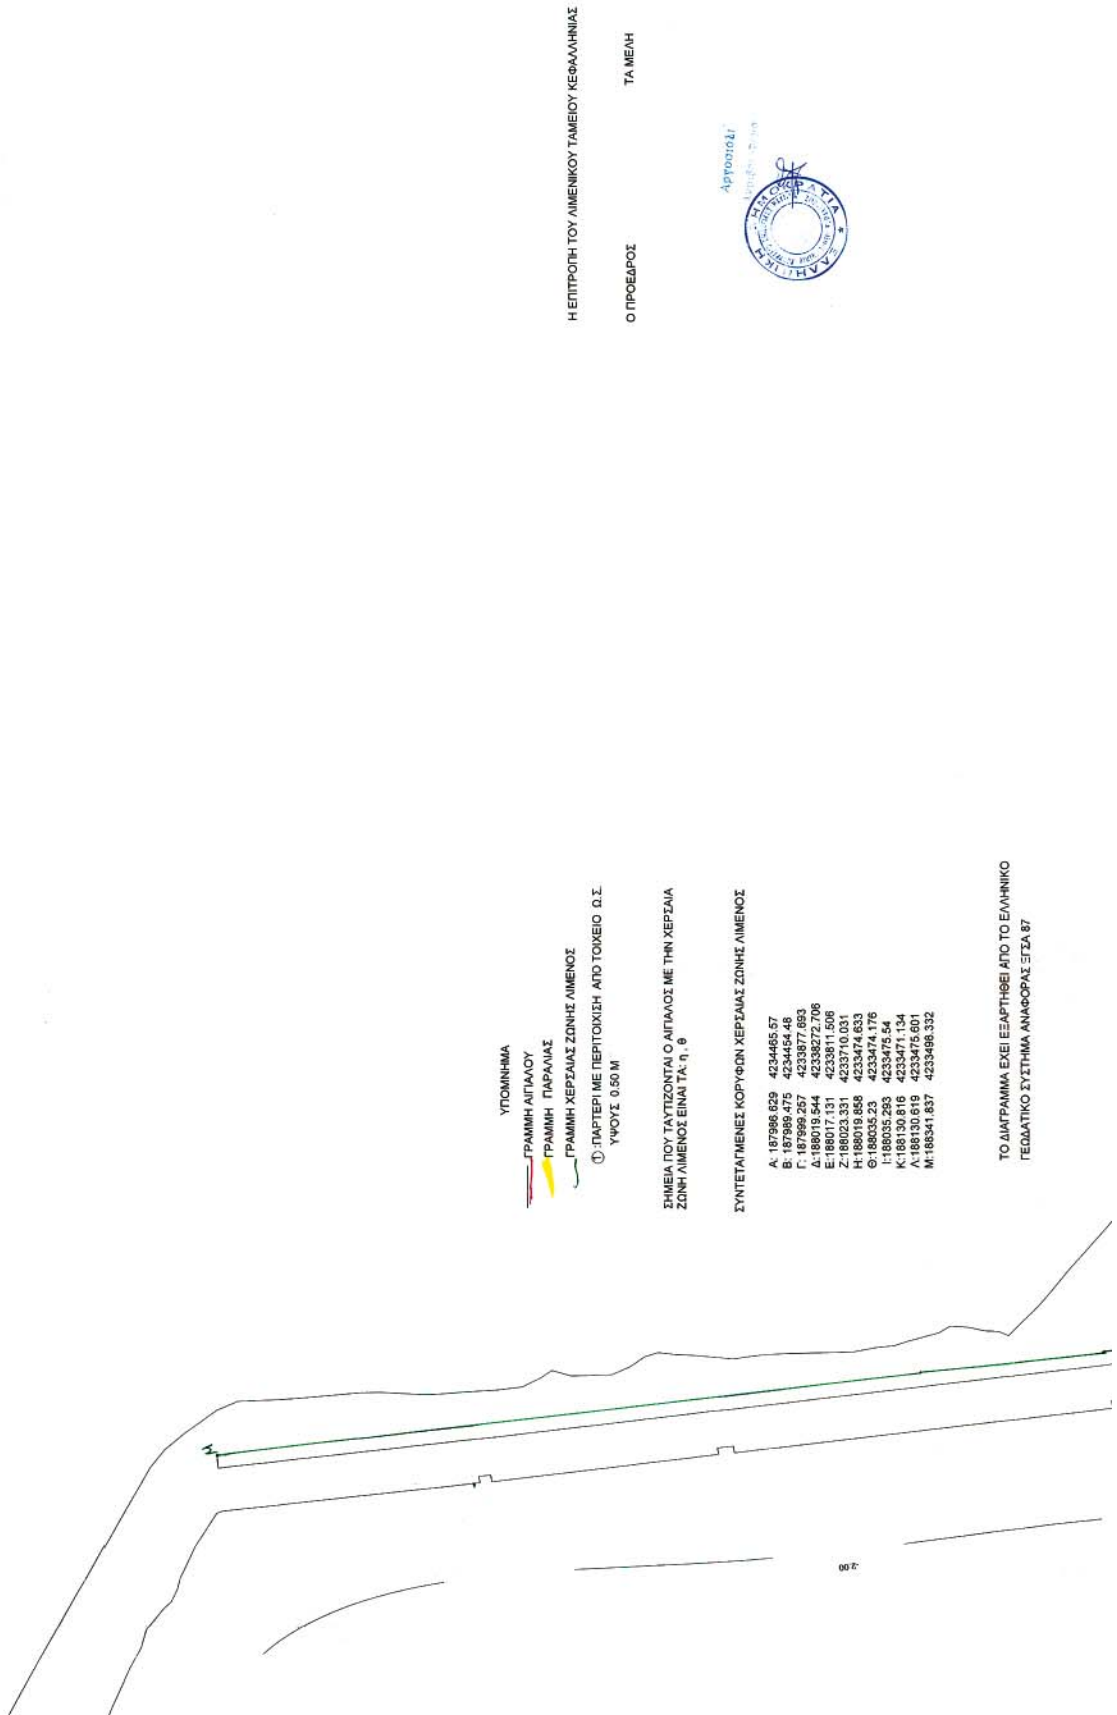 Η ΕΠΙΤΡΟΠΗ ΤΟΥ ΛΙΜΕΝΙΚΟΥ ΤΑΜΕΙΟΥ ΚΕΦΑΛΛΗΝΙΑΣ
Ο ΠΡΟΕΔΡΟΣ ΤΑ ΜΕΛΗ
Αργοστόλι
ΕΛΛΗΝΙΚΗ ΔΗΜΟΚΡΑΤΙΑ
ΥΠΟΜΝΗΜΑ
ΓΡΑΜΜΗ ΑΙΓΙΑΛΟΥ
ΓΡΑΜΜΗ ΠΑΡΑΛΙΑΣ
ΓΡΑΜΜΗ ΧΕΡΣΑΙΑΣ ΖΩΝΗΣ ΛΙΜΕΝΟΣ
① :ΠΑΡΤΕΡΙ ΜΕ ΠΕΡΙΤΟΙΧΙΣΗ ΑΠΟ ΤΟΙΧΕΙΟ Ω.Σ.
ΥΨΟΥΣ 0.50 Μ
ΣΗΜΕΙΑ ΠΟΥ ΤΑΥΤΙΖΟΝΤΑΙ Ο ΑΙΓΙΑΛΟΣ ΜΕ ΤΗΝ ΧΕΡΣΑΙΑ
ΖΩΝΗ ΛΙΜΕΝΟΣ ΕΙΝΑΙ ΤΑ: η , θ
ΣΥΝΤΕΤΑΓΜΕΝΕΣ ΚΟΡΥΦΩΝ ΧΕΡΣΑΙΑΣ ΖΩΝΗΣ ΛΙΜΕΝΟΣ
Α: 187986.629 4234465.57
Β: 187989.475 4234454.48
Γ: 187999.257 4233877.693
Δ:188019.544 42338272.706
Ε:188017.131 4233811.506
Ζ:188023.331 4233710.031
Η:188019.858 4233474.633
Θ:188035.23 4233474.176
Ι:188035.293 4233475.54
Κ:188130.816 4233471.134
Λ:188130.619 4233475.601
Μ:188341.837 4233498.332
ΤΟ ΔΙΑΓΡΑΜΜΑ ΕΧΕΙ ΕΞΑΡΤΗΘΕΙ ΑΠΟ ΤΟ ΕΛΛΗΝΙΚΟ
ΓΕΩΔΑΤΙΚΟ ΣΥΣΤΗΜΑ ΑΝΑΦΟΡΑΣ ΕΓΣΑ 87
Μ
-2.00